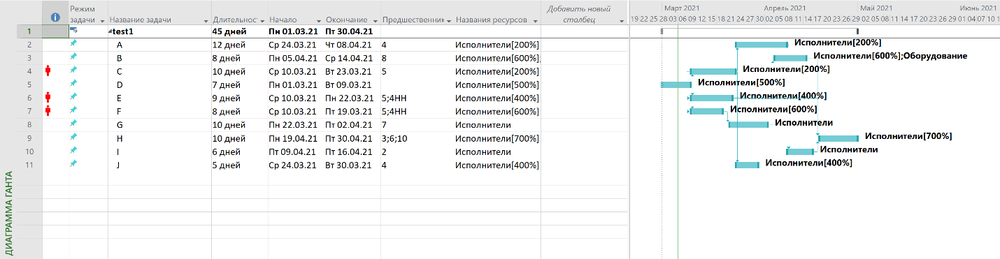 Режим задачи Название задачи Длительност Начало Окончание Предшественник Названия ресурсов Добавить новый столбец
Март 2021 Апрель 2021 Май 2021 Июнь 2021
19 22 25 28 03 06 09 12 15 18 21 24 27 30 02 05 08 11 14 17 20 23 26 29 02 05 08 11 14 17 20 23 26 29 01 04 07 10 1
1 test1 45 дней Пн 01.03.21 Пт 30.04.21
2 A 12 дней Ср 24.03.21 Чт 08.04.21 4 Исполнители[200%] Исполнители[200%]
3 B 8 дней Пн 05.04.21 Ср 14.04.21 8 Исполнители[600%]; Исполнители[600%];Оборудование
4 C 10 дней Ср 10.03.21 Вт 23.03.21 5 Исполнители[200%] Исполнители[200%]
5 D 7 дней Пн 01.03.21 Вт 09.03.21 Исполнители[500%] Исполнители[500%]
6 E 9 дней Ср 10.03.21 Пн 22.03.21 5;4НН Исполнители[400%] Исполнители[400%]
7 F 8 дней Ср 10.03.21 Пт 19.03.21 5;4НН Исполнители[600%] Исполнители[600%]
8 G 10 дней Пн 22.03.21 Пт 02.04.21 7 Исполнители Исполнители
9 H 10 дней Пн 19.04.21 Пт 30.04.21 3;6;10 Исполнители[700%] Исполнители[700%]
10 I 6 дней Пт 09.04.21 Пт 16.04.21 2 Исполнители Исполнители
11 J 5 дней Ср 24.03.21 Вт 30.03.21 4 Исполнители[400%] Исполнители[400%]
ДИАГРАММА ГАНТА